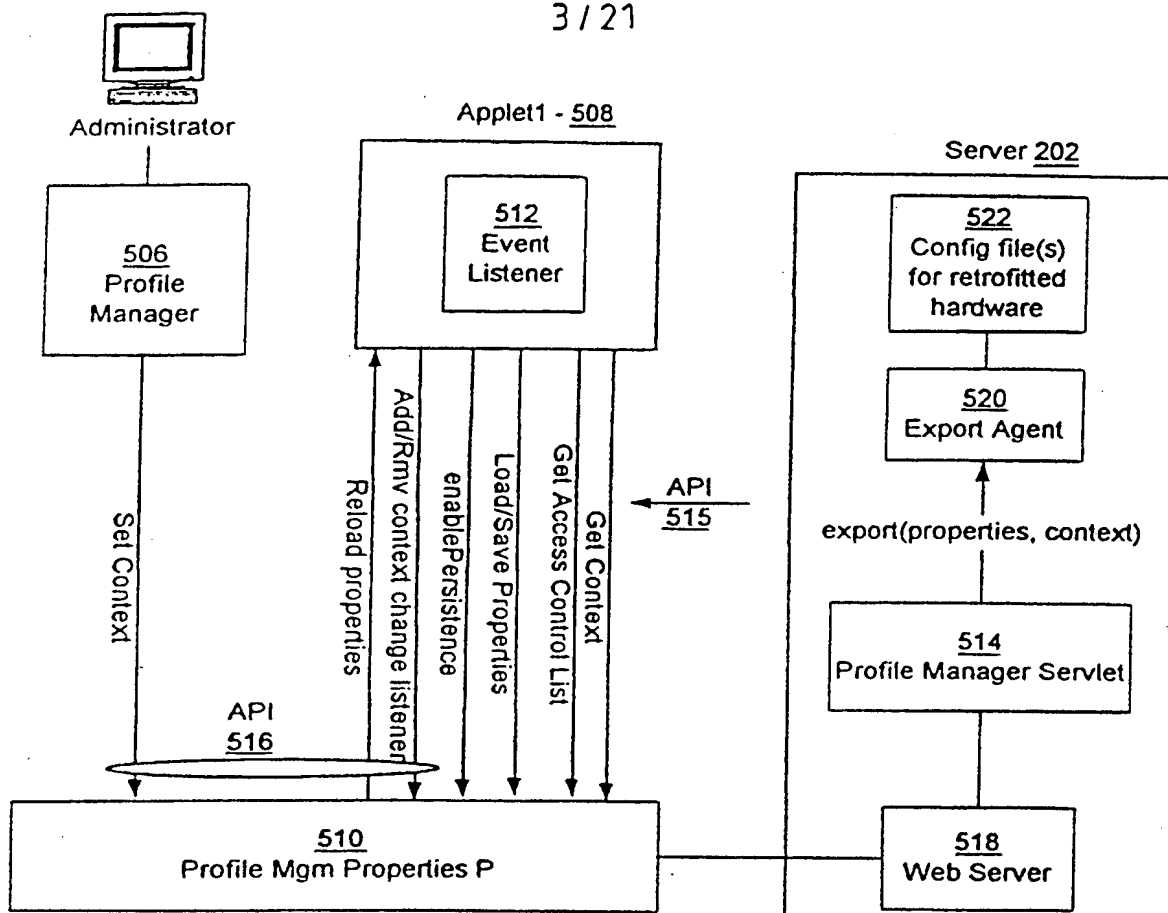 3/21
Administrator
Applet1 - 508
Server 202
506
Profile
Manager
512
Event
Listener
522
Config file(s)
for retrofitted
hardware
520
Export Agent
Set Context
Reload properties
Add/Rmv context change listener
enablePersistence
Load/Save Properties
Get Access Control List
Get Context
API
515
export(properties, context)
514
Profile Manager Servlet
API
516
510
Profile Mgm Properties P
518
Web Server